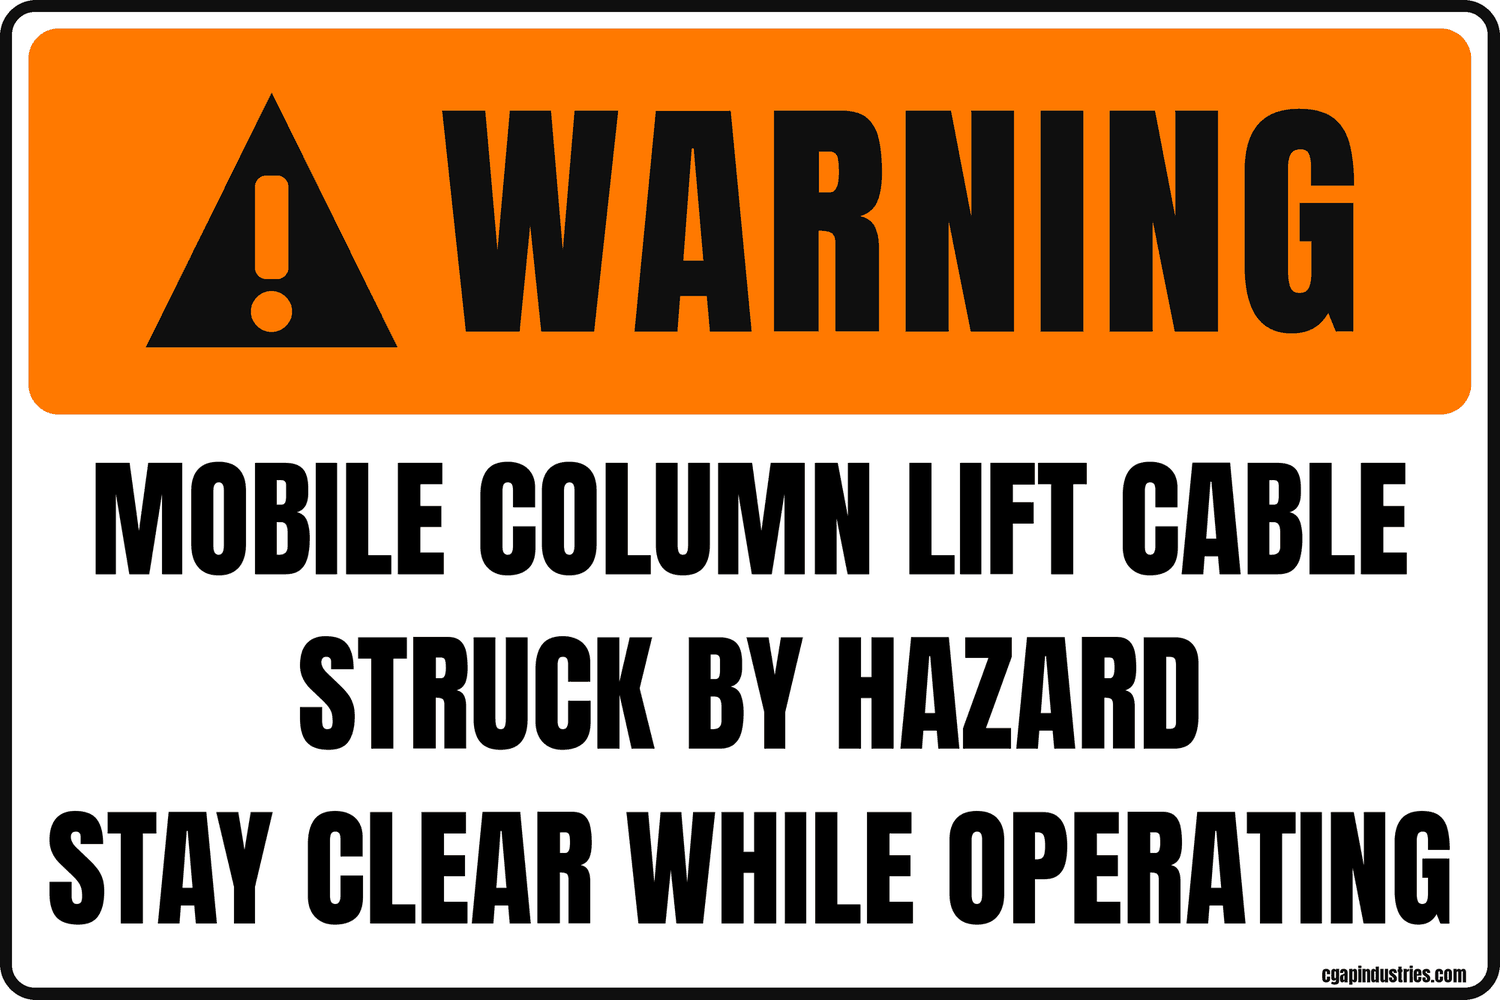 WARNING
MOBILE COLUMN LIFT CABLE
STRUCK BY HAZARD
STAY CLEAR WHILE OPERATING
cgapindustries.com